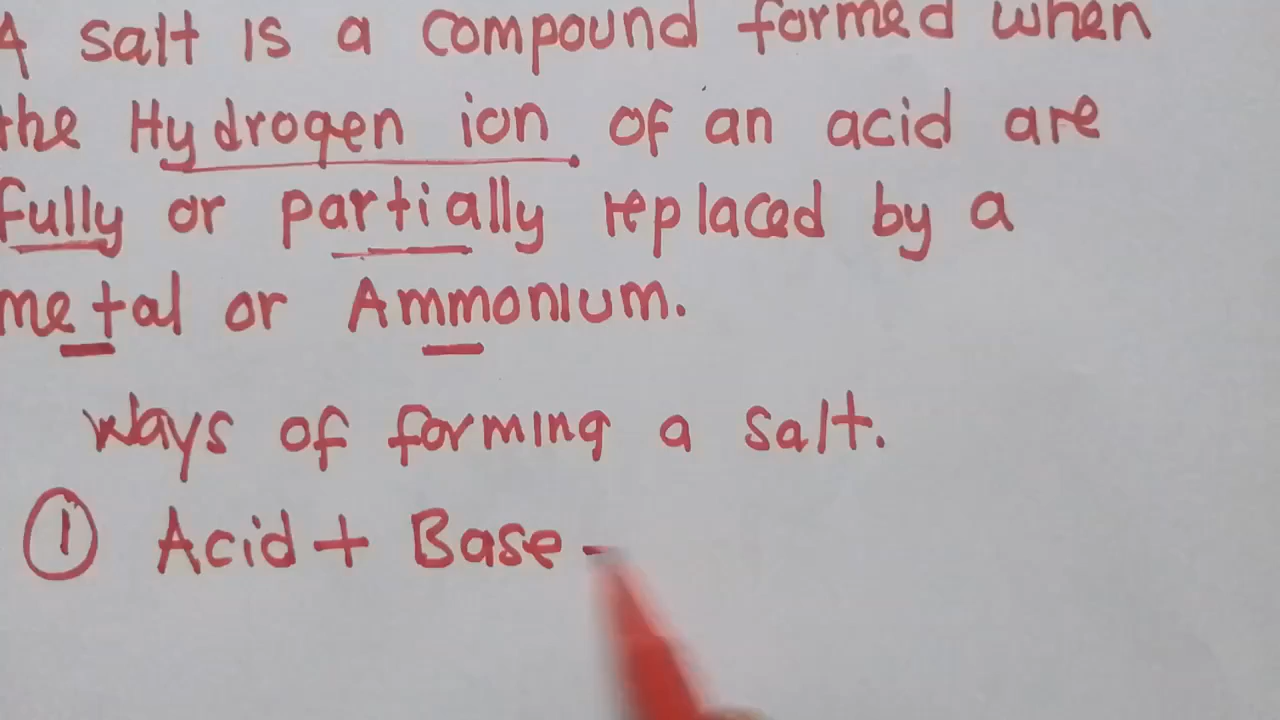 A salt is a compound formed when
the Hydrogen ion of an acid are
fully or partially replaced by a
metal or Ammonium.
ways of forming a salt.
① Acid + Base -